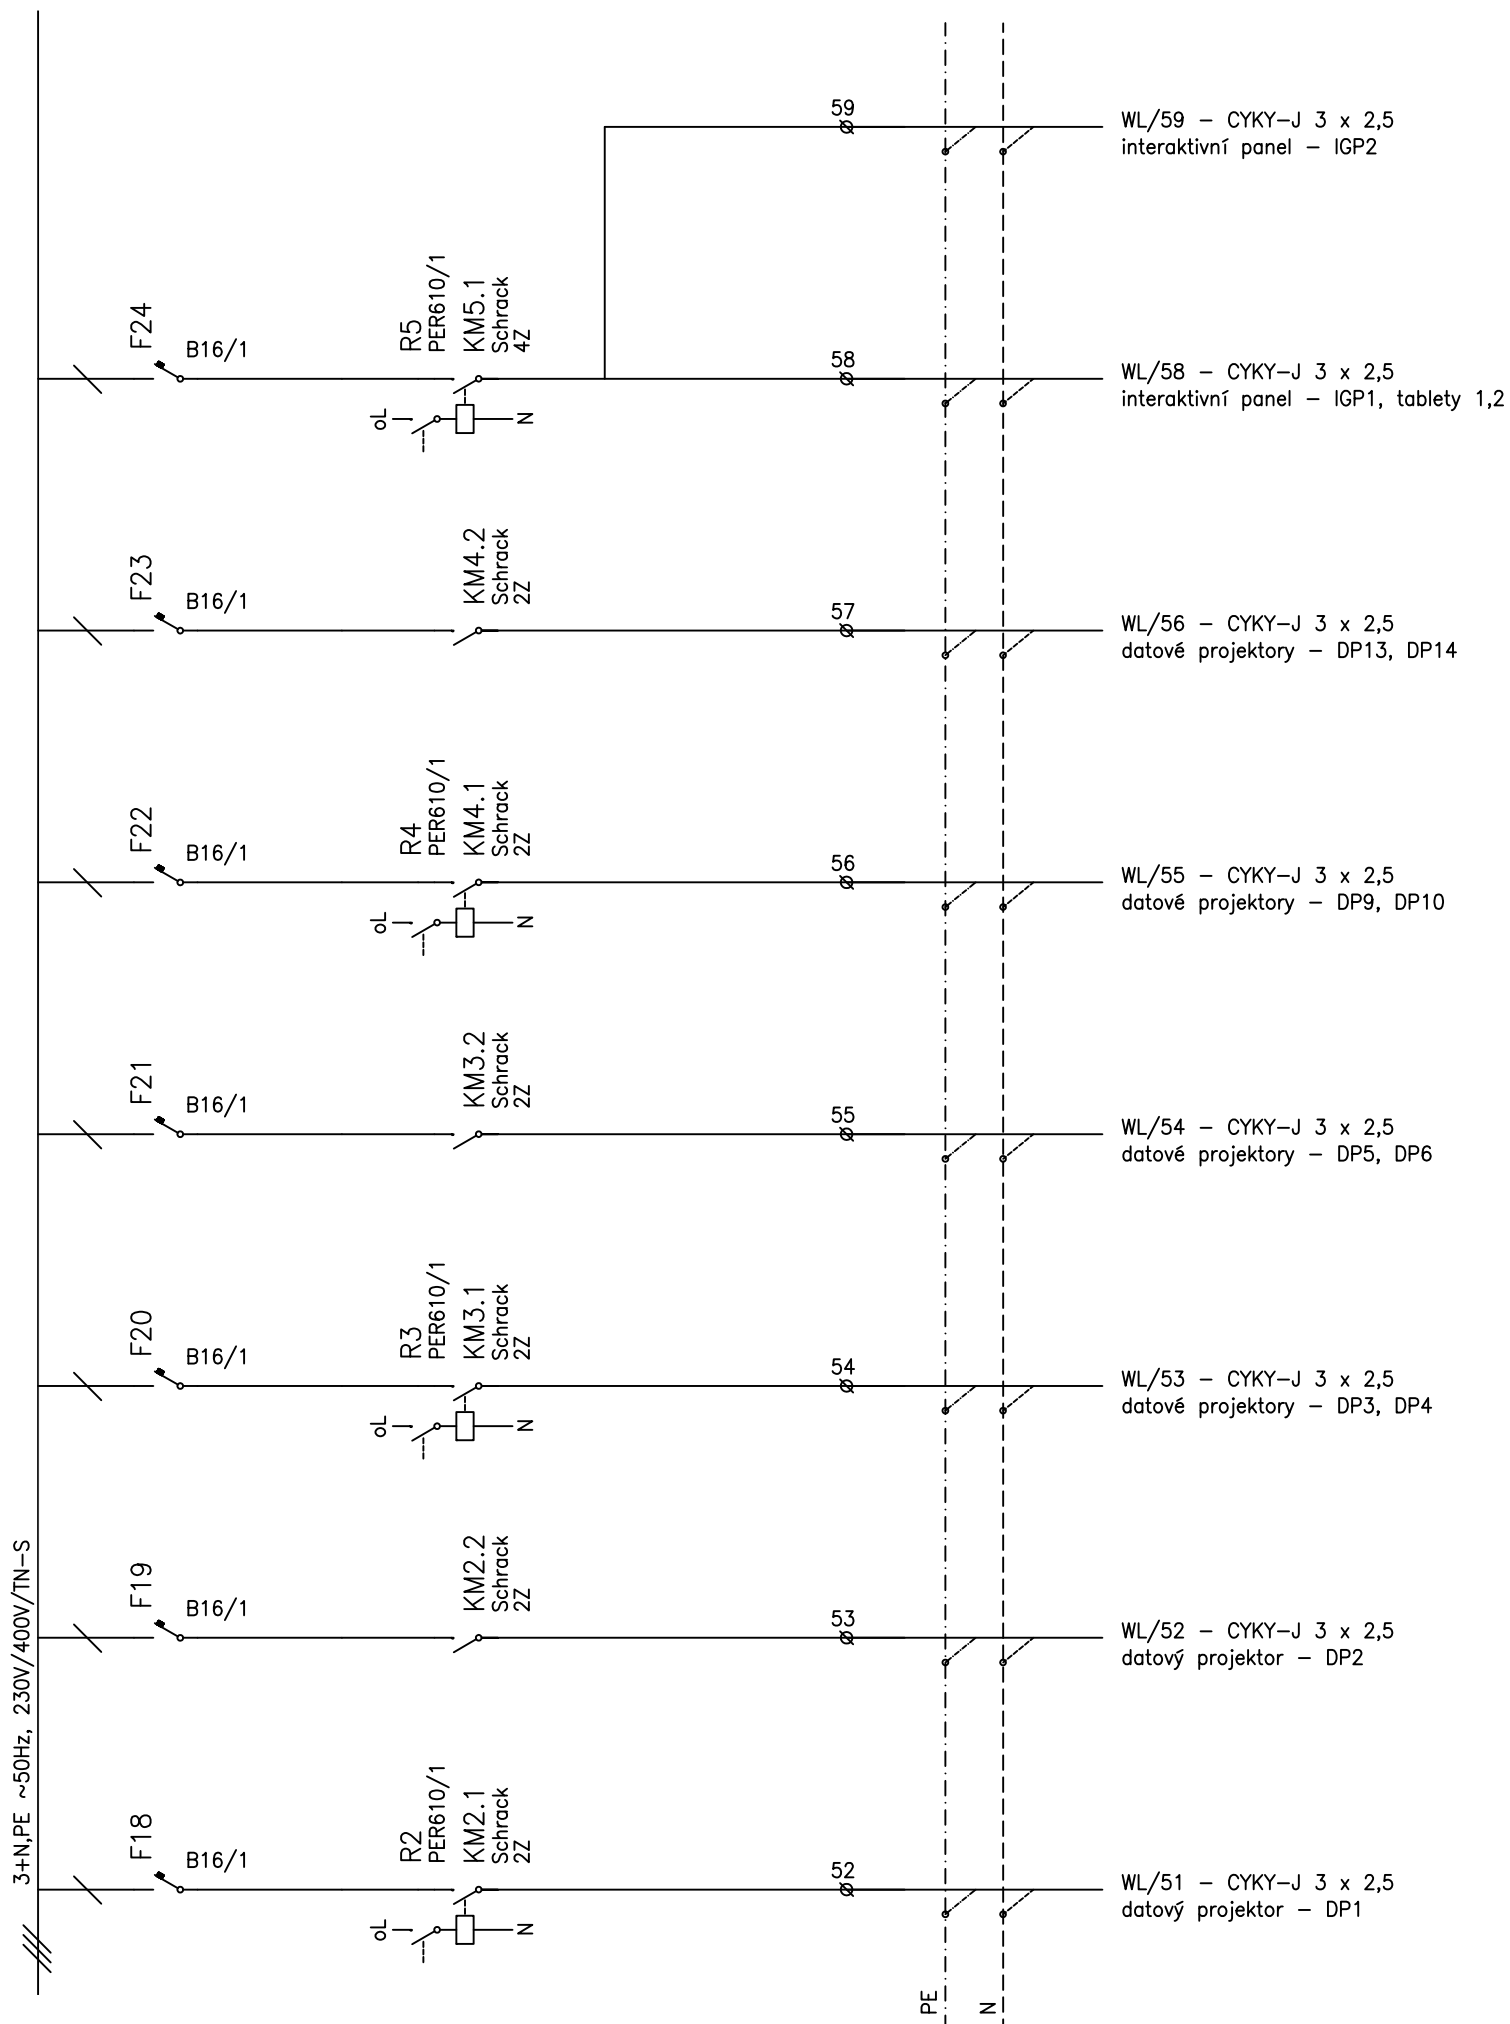 59
WL/59 – CYKY–J 3 x 2,5
interaktivní panel – IGP2
F24
B16/1
R5
PER610/1
KM5.1
Schrack
4Z
oL
N
58
WL/58 – CYKY–J 3 x 2,5
interaktivní panel – IGP1, tablety 1,2
F23
B16/1
KM4.2
Schrack
2Z
57
WL/56 – CYKY–J 3 x 2,5
datové projektory – DP13, DP14
F22
B16/1
R4
PER610/1
KM4.1
Schrack
2Z
oL
N
56
WL/55 – CYKY–J 3 x 2,5
datové projektory – DP9, DP10
F21
B16/1
KM3.2
Schrack
2Z
55
WL/54 – CYKY–J 3 x 2,5
datové projektory – DP5, DP6
F20
B16/1
R3
PER610/1
KM3.1
Schrack
2Z
oL
N
54
WL/53 – CYKY–J 3 x 2,5
datové projektory – DP3, DP4
3+N,PE ~50Hz, 230V/400V/TN–S
F19
B16/1
KM2.2
Schrack
2Z
53
WL/52 – CYKY–J 3 x 2,5
datový projektor – DP2
F18
B16/1
R2
PER610/1
KM2.1
Schrack
2Z
oL
N
52
WL/51 – CYKY–J 3 x 2,5
datový projektor – DP1
PE
N